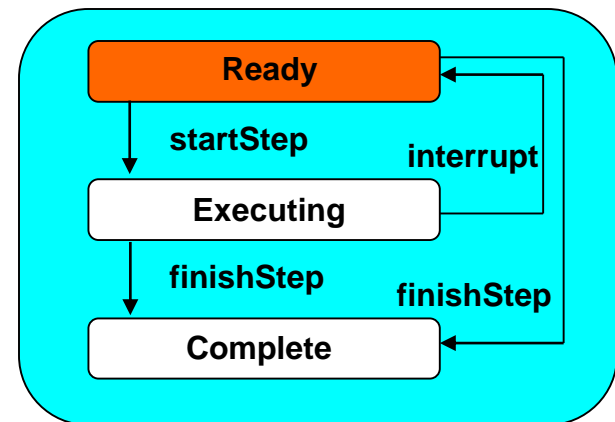 Ready
startStep
interrupt
Executing
finishStep
finishStep
Complete